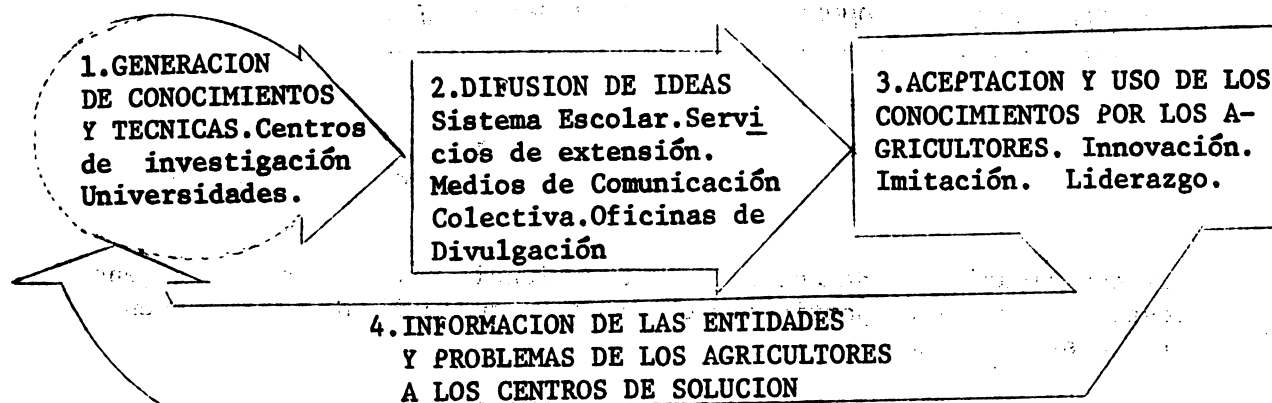 1.GENERACION
DE CONOCIMIENTOS
Y TECNICAS.Centros
de investigación
Universidades.
2.DIFUSION DE IDEAS
Sistema Escolar.Servi
cios de extensión.
Medios de Comunicación
Colectiva.Oficinas de
Divulgación
3.ACEPTACION Y USO DE LOS
CONOCIMIENTOS POR LOS A-
GRICULTORES. Innovación.
Imitación. Liderazgo.
4.INFORMACION DE LAS ENTIDADES
Y PROBLEMAS DE LOS AGRICULTORES
A LOS CENTROS DE SOLUCION